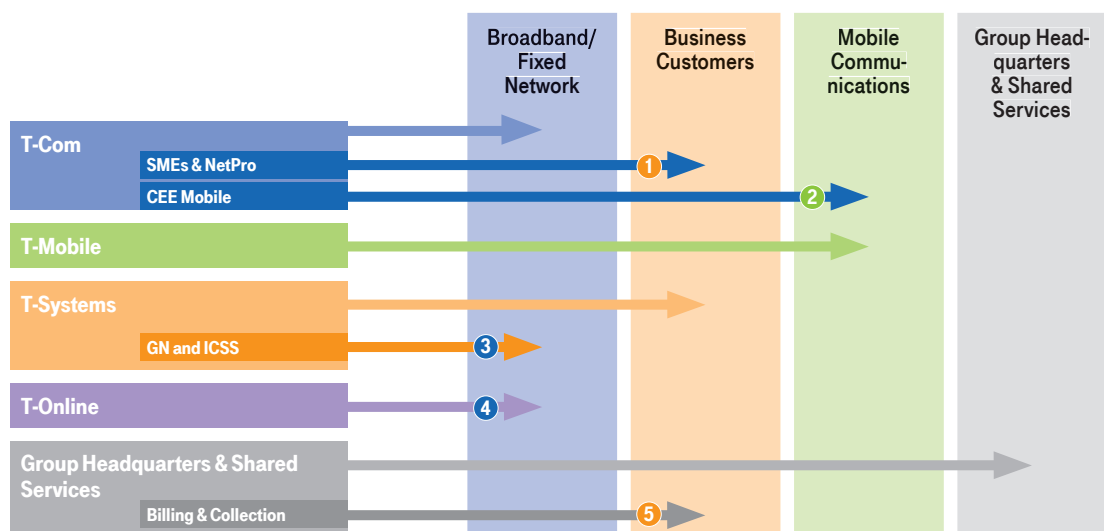 Broadband/
Fixed
Network
Business
Customers
Mobile
Commu-
nications
Group Head-
quarters
& Shared
Services
T-Com
SMEs & NetPro
1
CEE Mobile
2
T-Mobile
T-Systems
GN and ICSS
3
T-Online
4
Group Headquarters & Shared
Services
Billing & Collection
5